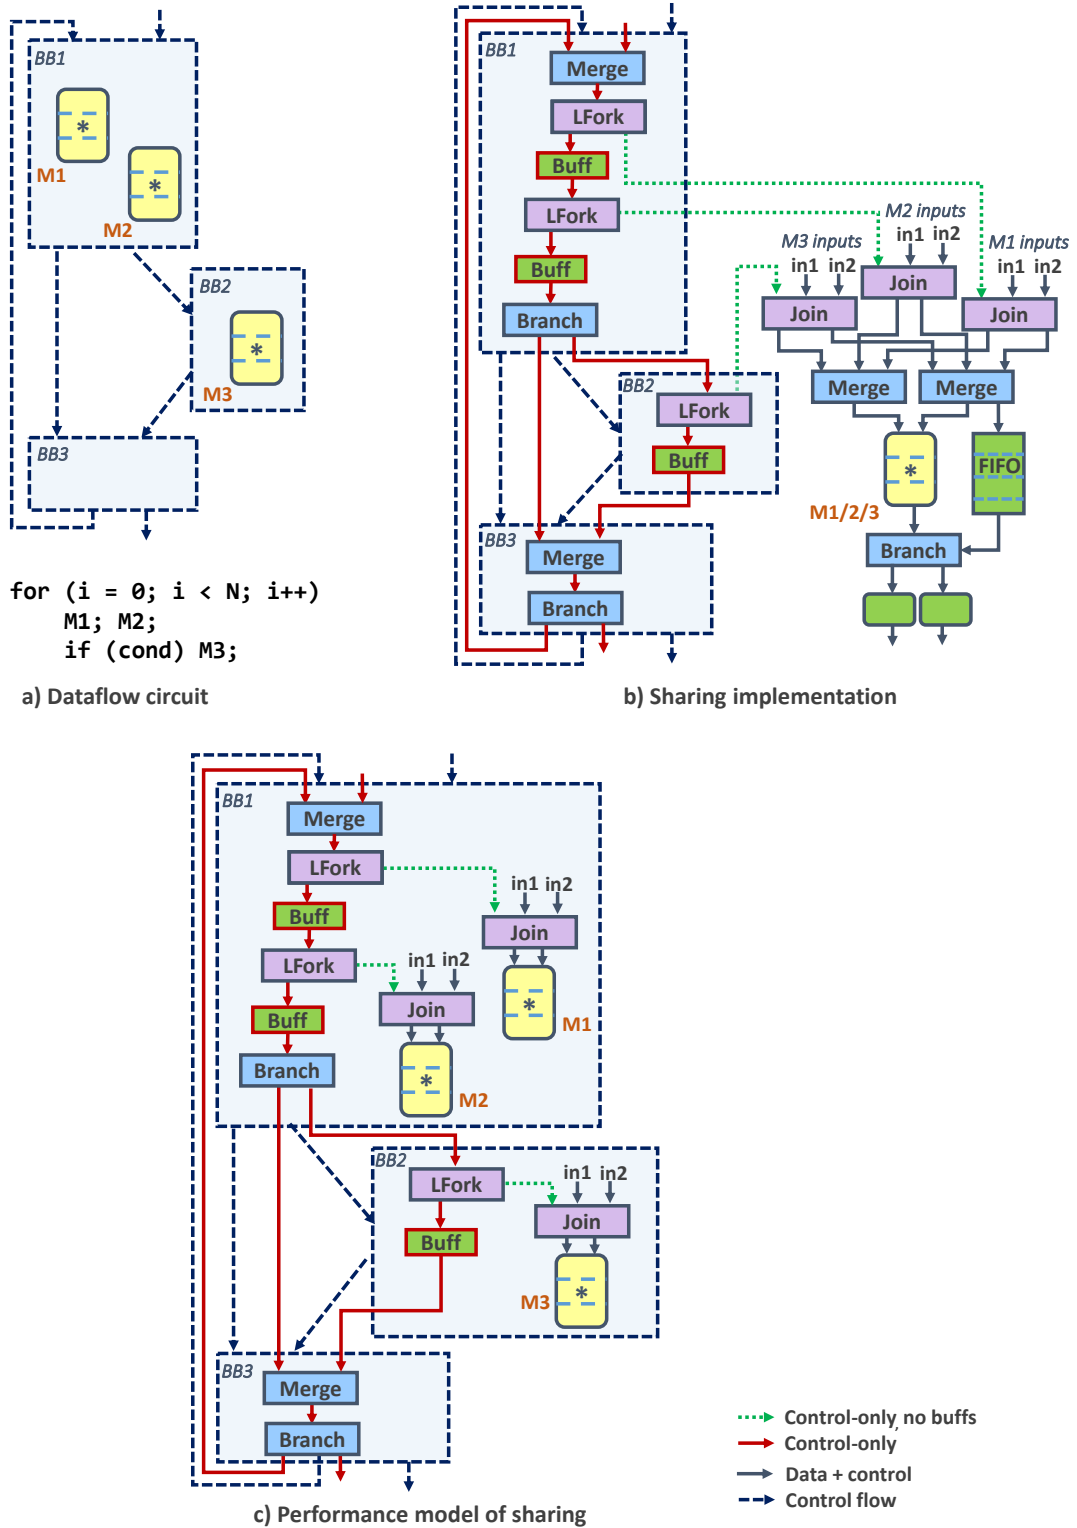 BB1
*
M1
*
M2
BB2
*
M3
BB3
for (i = 0; i < N; i++)
M1; M2;
if (cond) M3;
a) Dataflow circuit
BB1
Merge
LFork
Buff
LFork
Buff
Branch
M2 inputs
in1 in2
M3 inputs
in1 in2
M1 inputs
in1 in2
Join
Join
Join
Merge
Merge
BB2
LFork
Buff
*
FIFO
M1/2/3
Branch
BB3
Merge
Branch
b) Sharing implementation
BB1
Merge
LFork
in1 in2
Buff
Join
LFork
in1 in2
*
M1
Join
Buff
Branch
*
M2
BB2
LFork
in1 in2
Join
Buff
*
M3
BB3
Merge
Branch
Control-only, no buffs
Control-only
Data + control
Control flow
c) Performance model of sharing